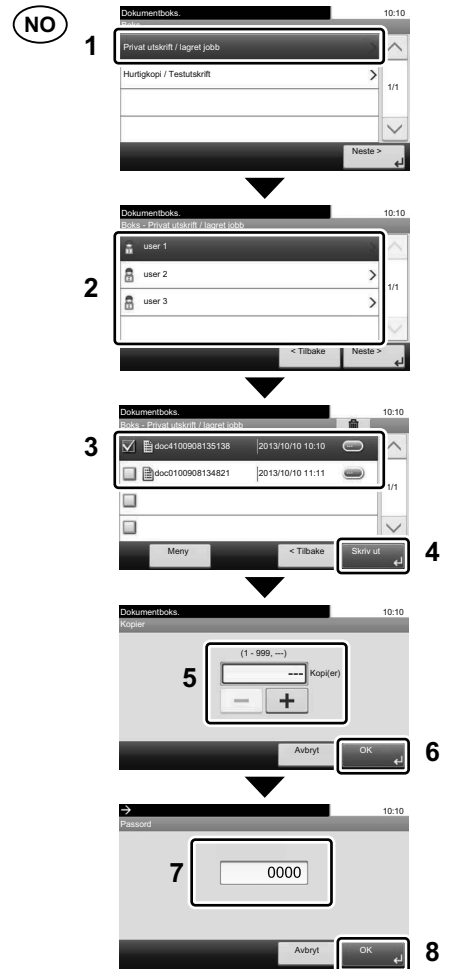 NO
1
Dokumentboks. 10:10
Boks
Privat utskrift / lagret jobb
Hurtigkopi / Testutskrift
1/1
Neste >
2
Dokumentboks. 10:10
Boks - Privat utskrift / lagret jobb
user 1
user 2
user 3
1/1
< Tilbake Neste >
3
Dokumentboks. 10:10
Boks - Privat utskrift / lagret jobb
doc4100908135138 2013/10/10 10:10
doc0100908134821 2013/10/10 11:11
1/1
Meny < Tilbake Skriv ut 4
Dokumentboks. 10:10
Kopier
(1 - 999, ---)
5 --- Kopi(er)
Avbryt OK 6
10:10
Passord
7 0000
Avbryt OK 8